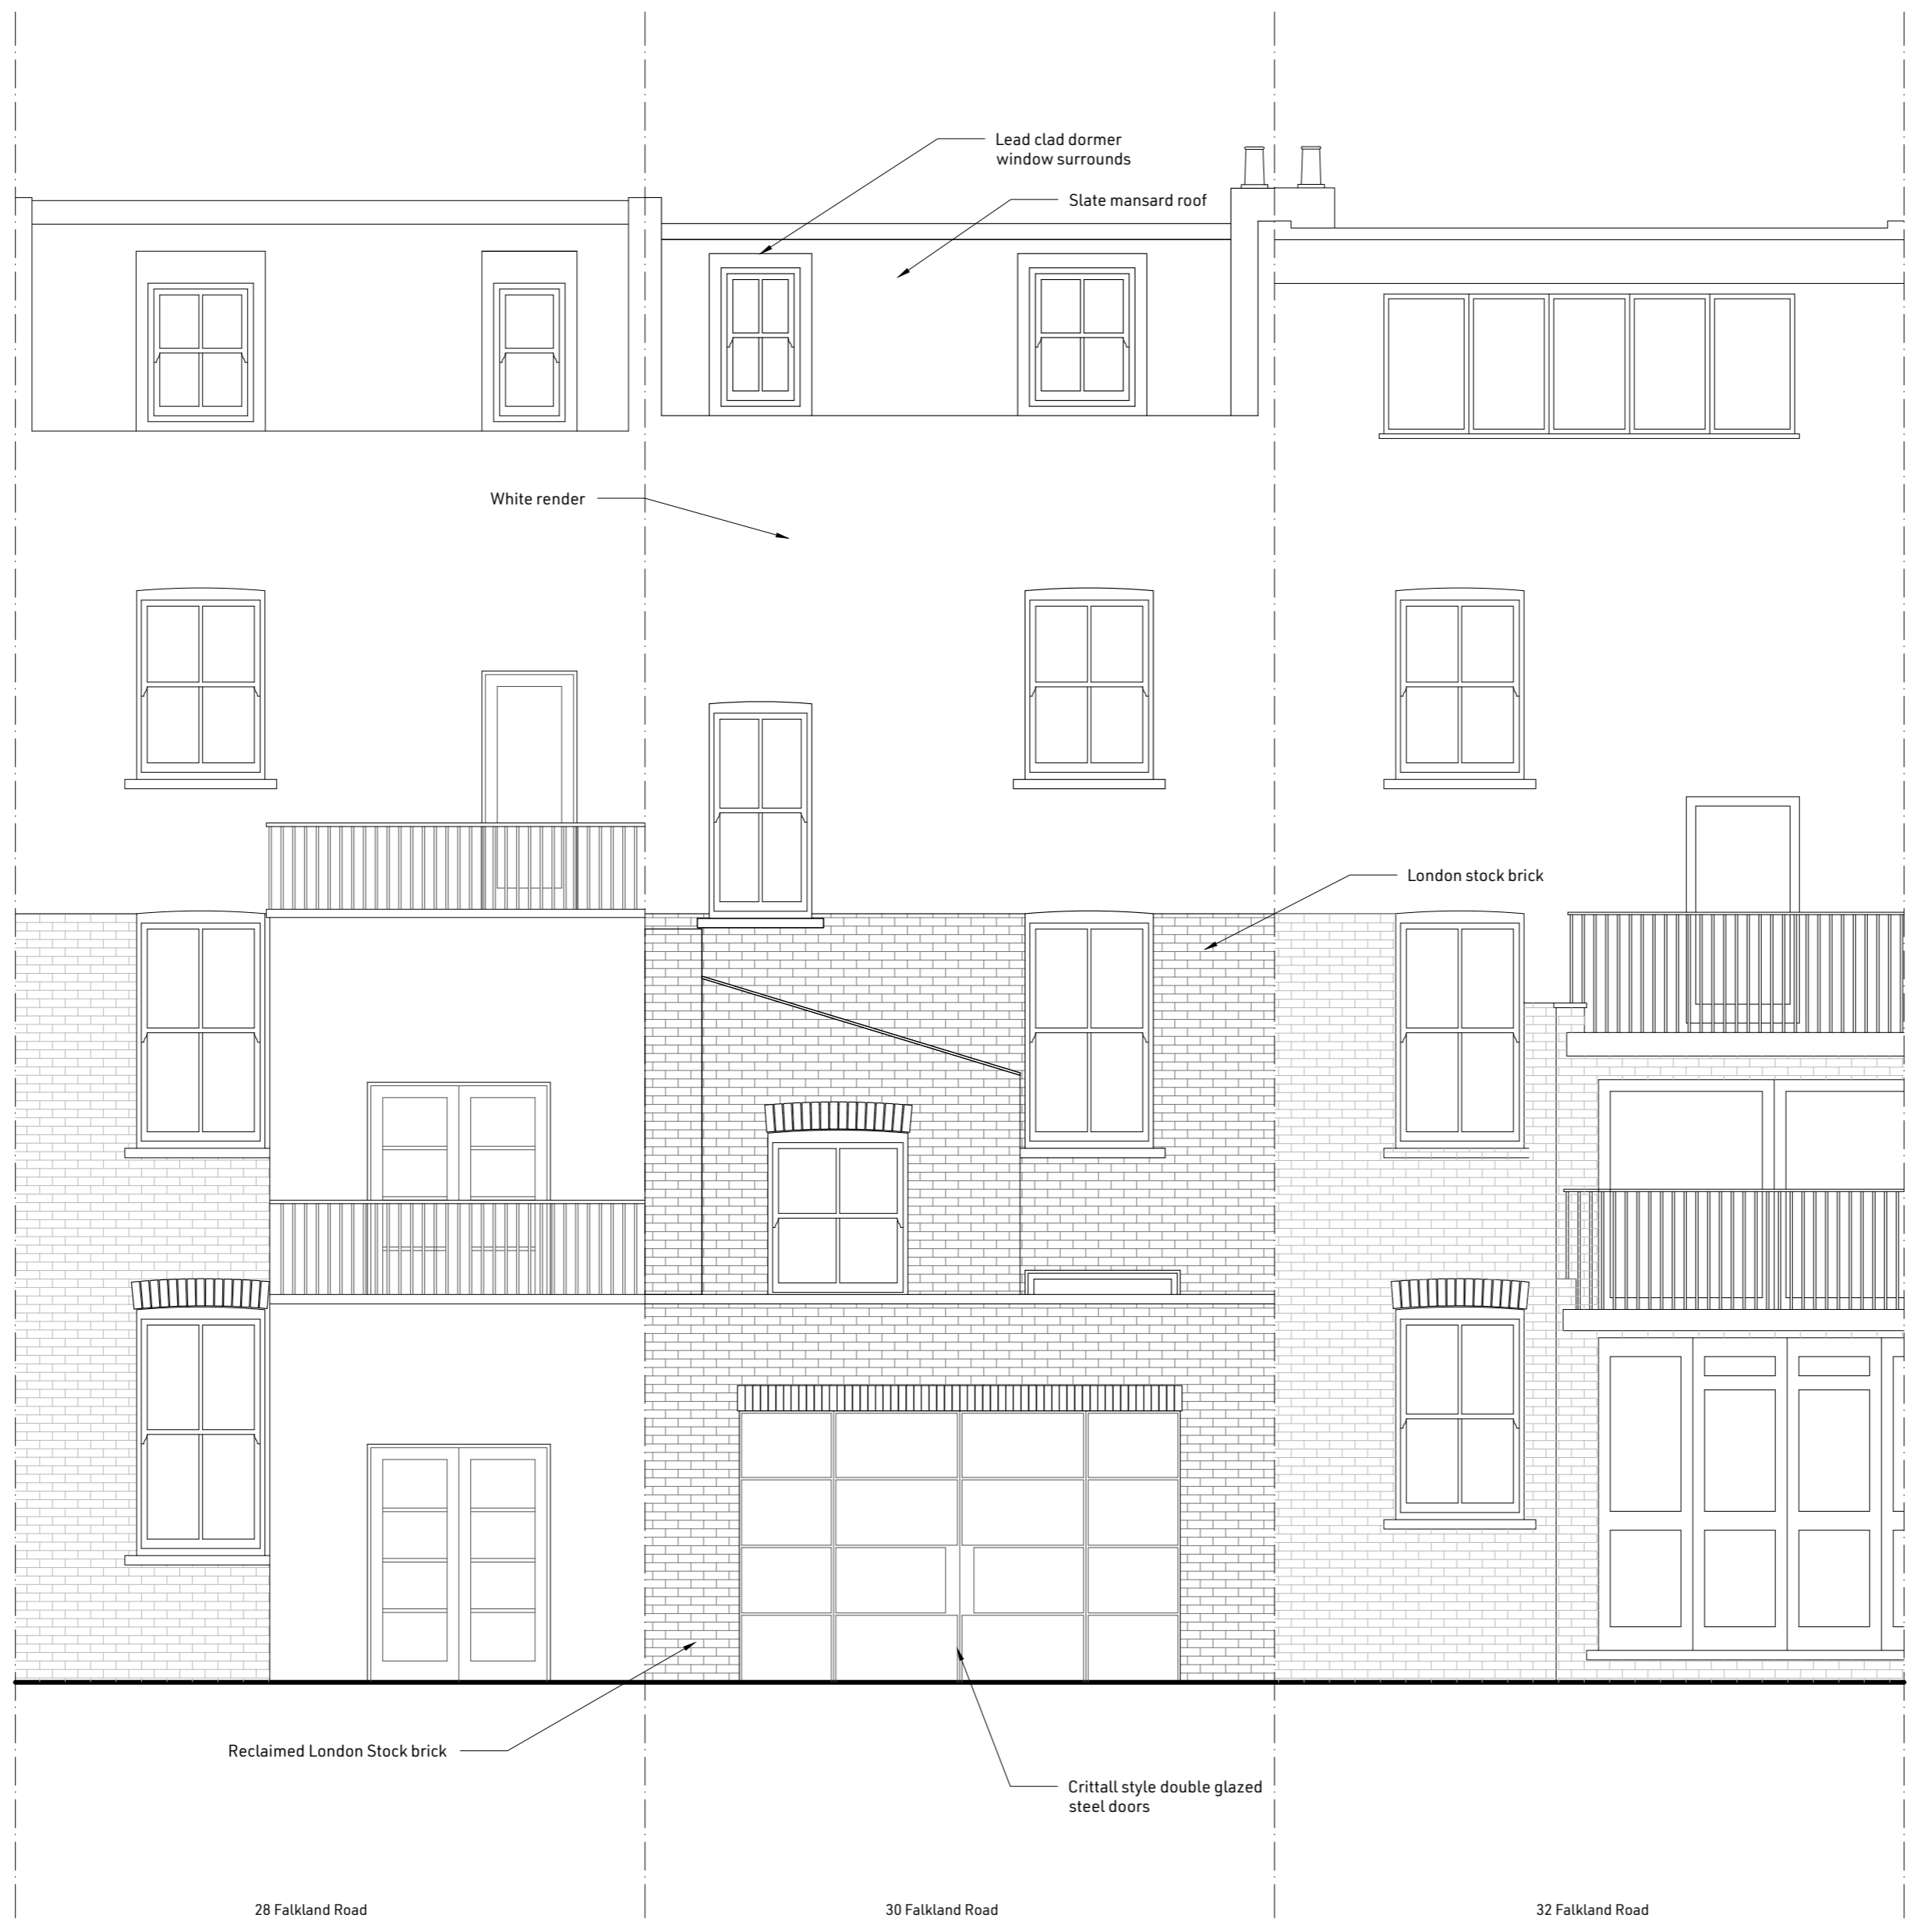 Lead clad dormer
window surrounds
Slate mansard roof
White render
London stock brick
Reclaimed London Stock brick
Crittall style double glazed
steel doors
28 Falkland Road
30 Falkland Road
32 Falkland Road